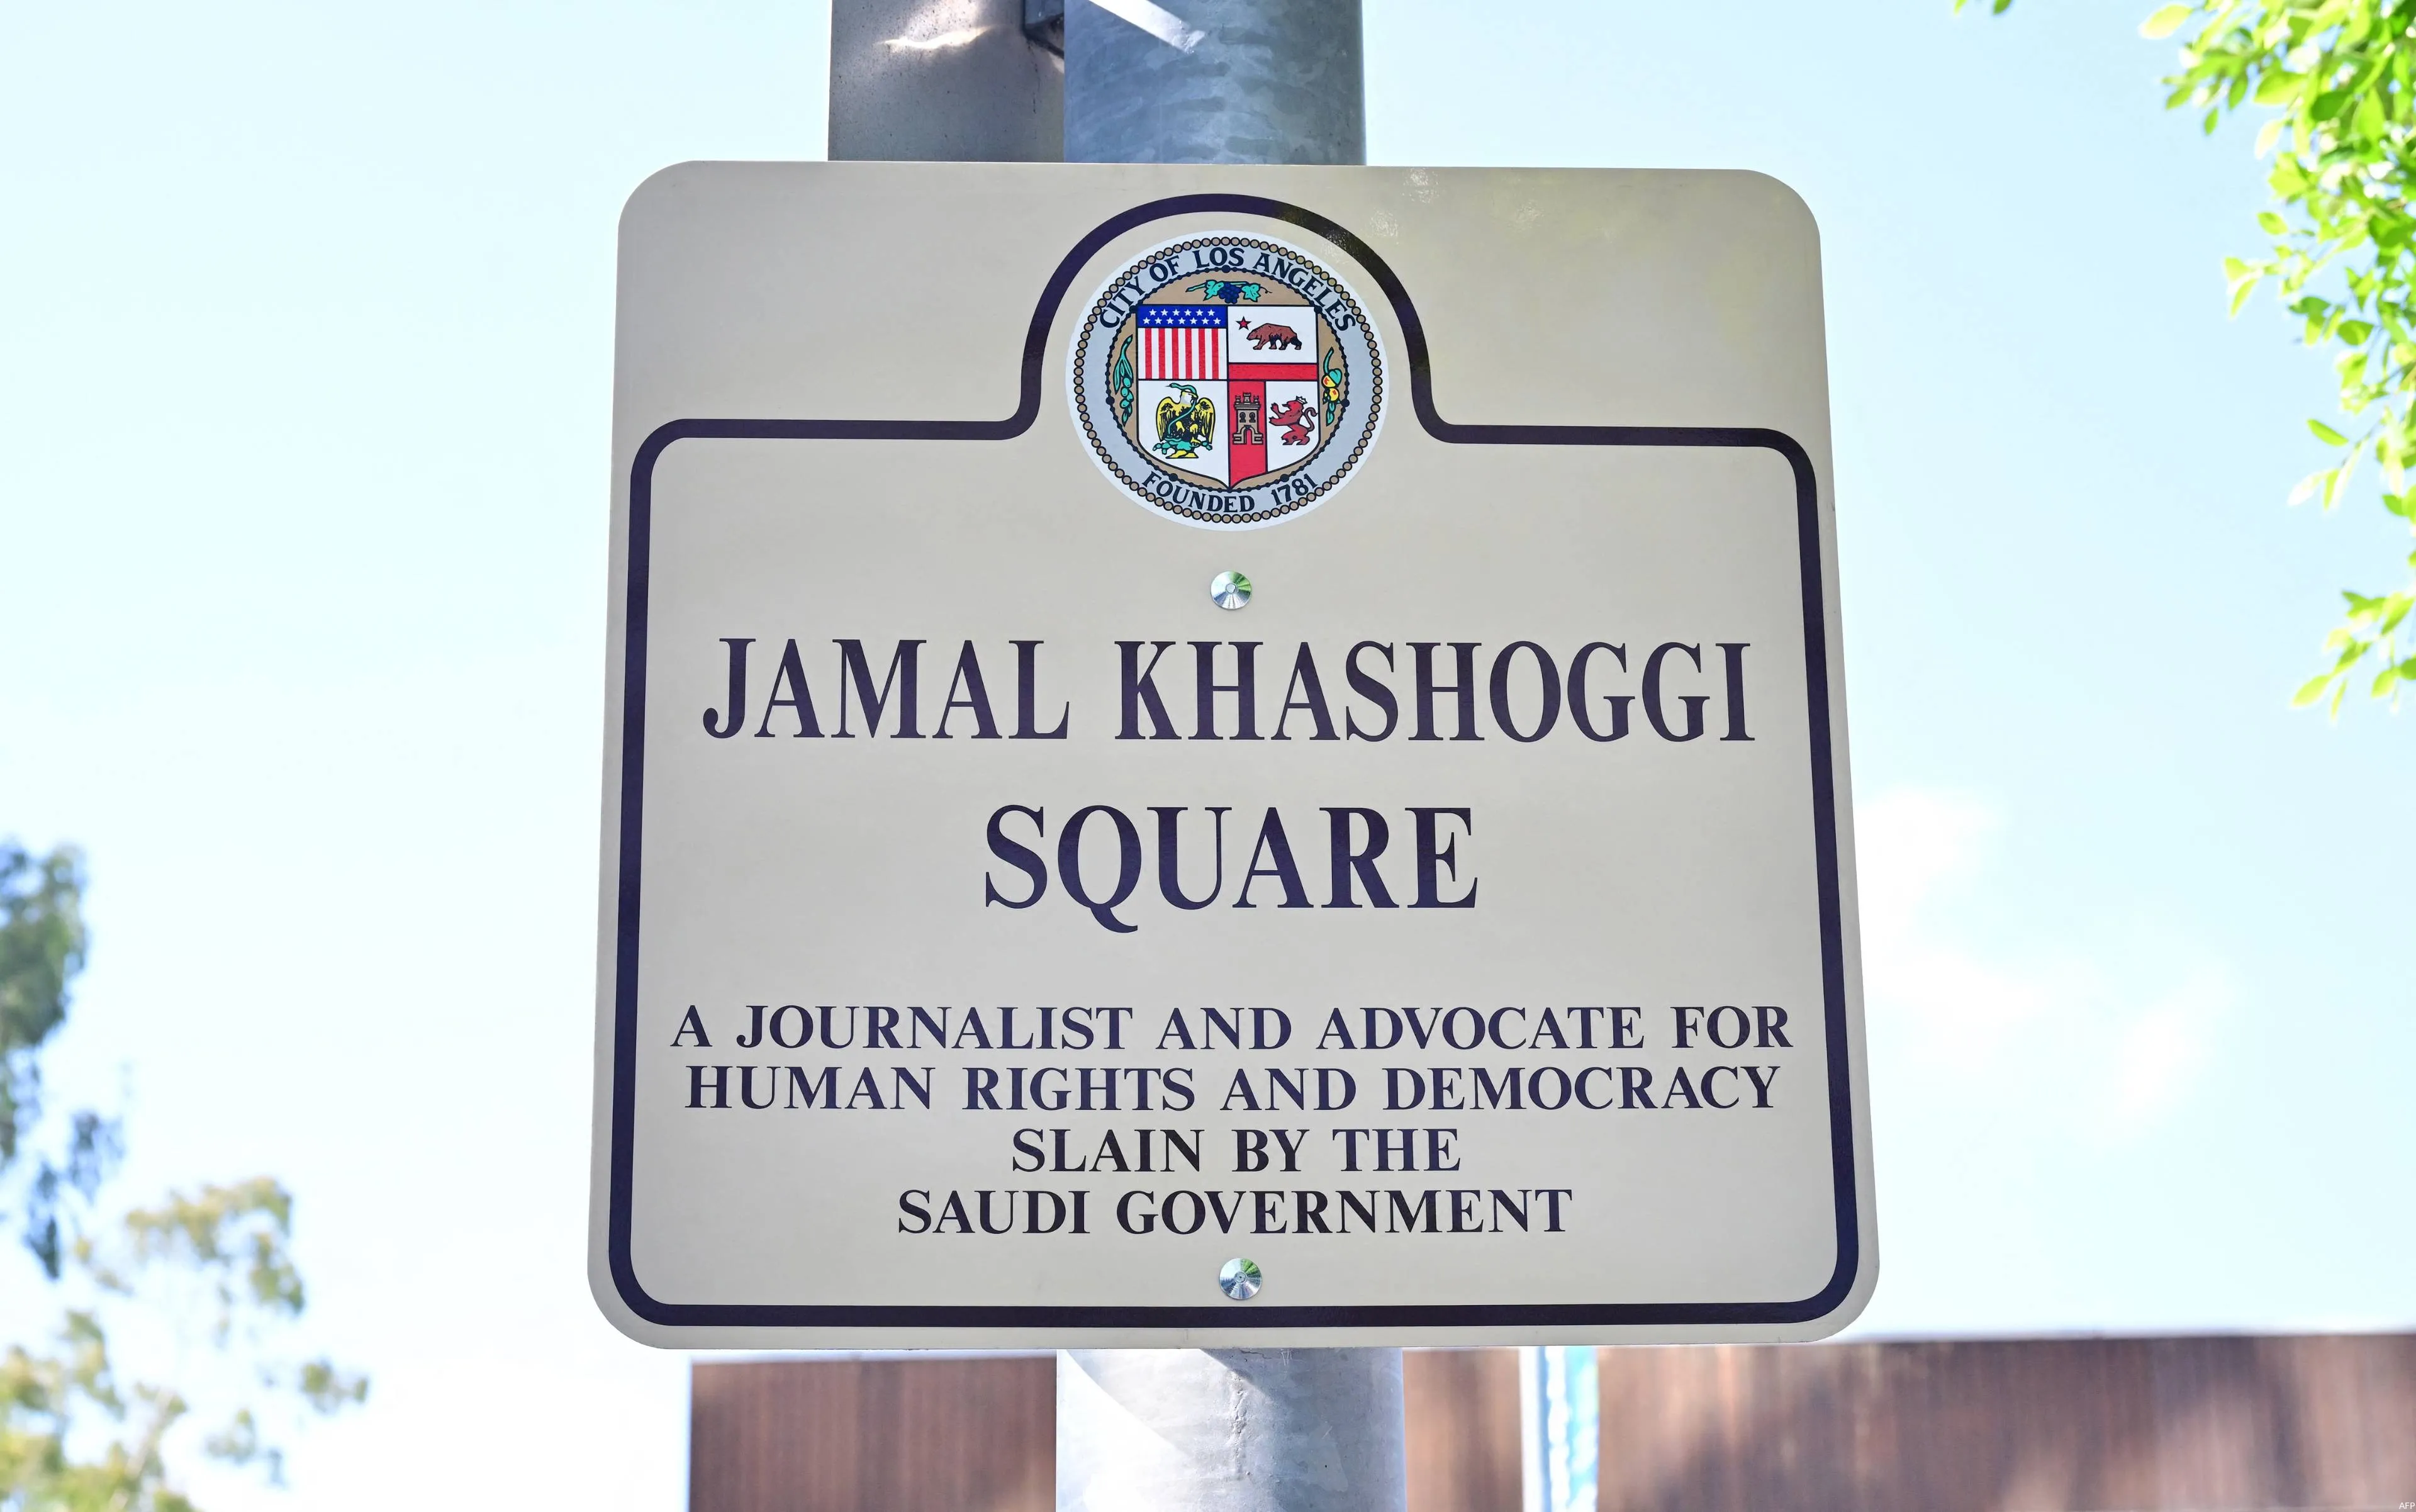 CITY OF LOS ANGELES
FOUNDED 1781
JAMAL KHASHOGGI
SQUARE
A JOURNALIST AND ADVOCATE FOR
HUMAN RIGHTS AND DEMOCRACY
SLAIN BY THE
SAUDI GOVERNMENT
AFP